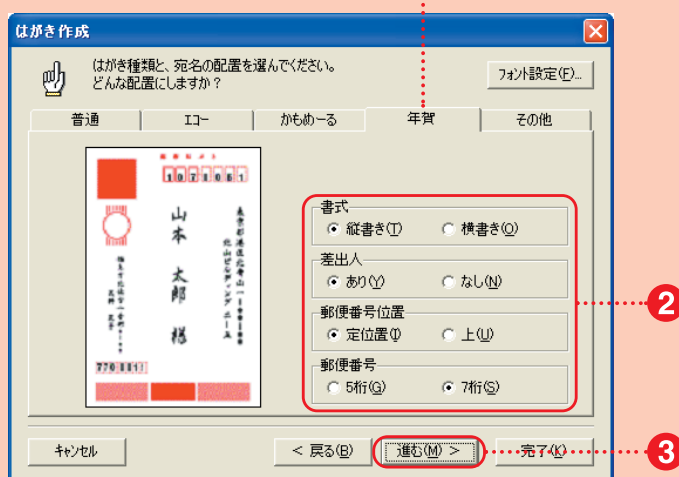 はがき作成
はがき種類と、宛名の配置を選んでください。
どんな配置にしますか?
フォント設定(F)...
普通
エコー
かもめーる
年賀
その他
1071061
山本 太郎 様
書式
縦書き(T) 横書き(O)
差出人
あり(Y) なし(N)
郵便番号位置
定位置(I) 上(U)
郵便番号
5桁(G) 7桁(S)
2
キャンセル
< 戻る(B)
進む(M) >
完了(K)
3